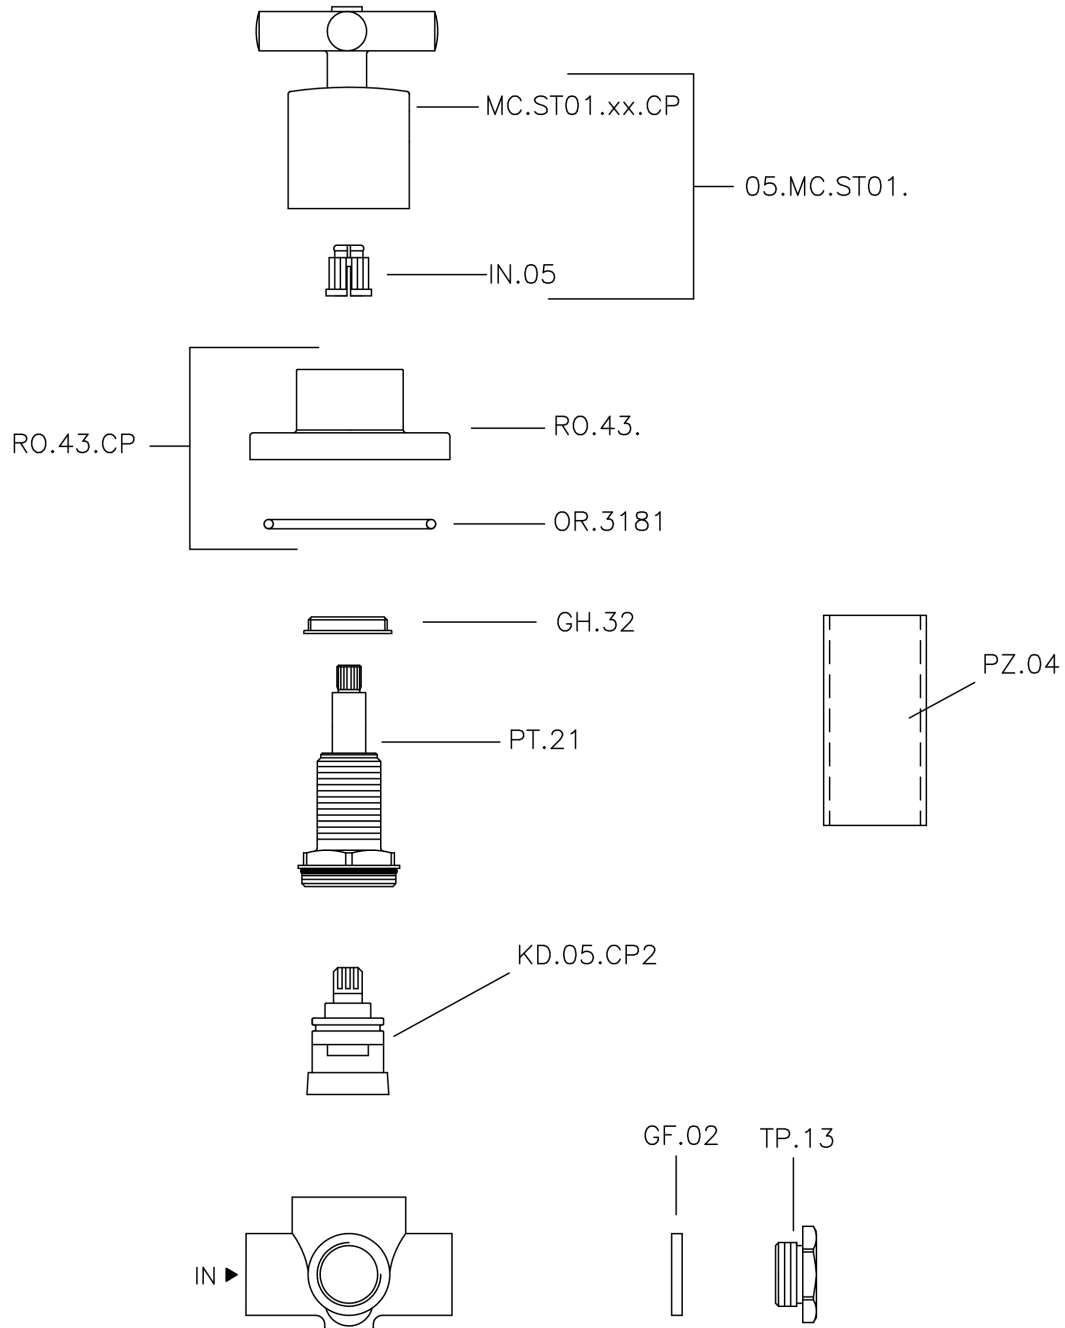 MC.ST01.xx.CP
05.MC.ST01.
IN.05
RO.43.CP
RO.43.
OR.3181
GH.32
PZ.04
PT.21
KD.05.CP2
GF.02
TP.13
IN